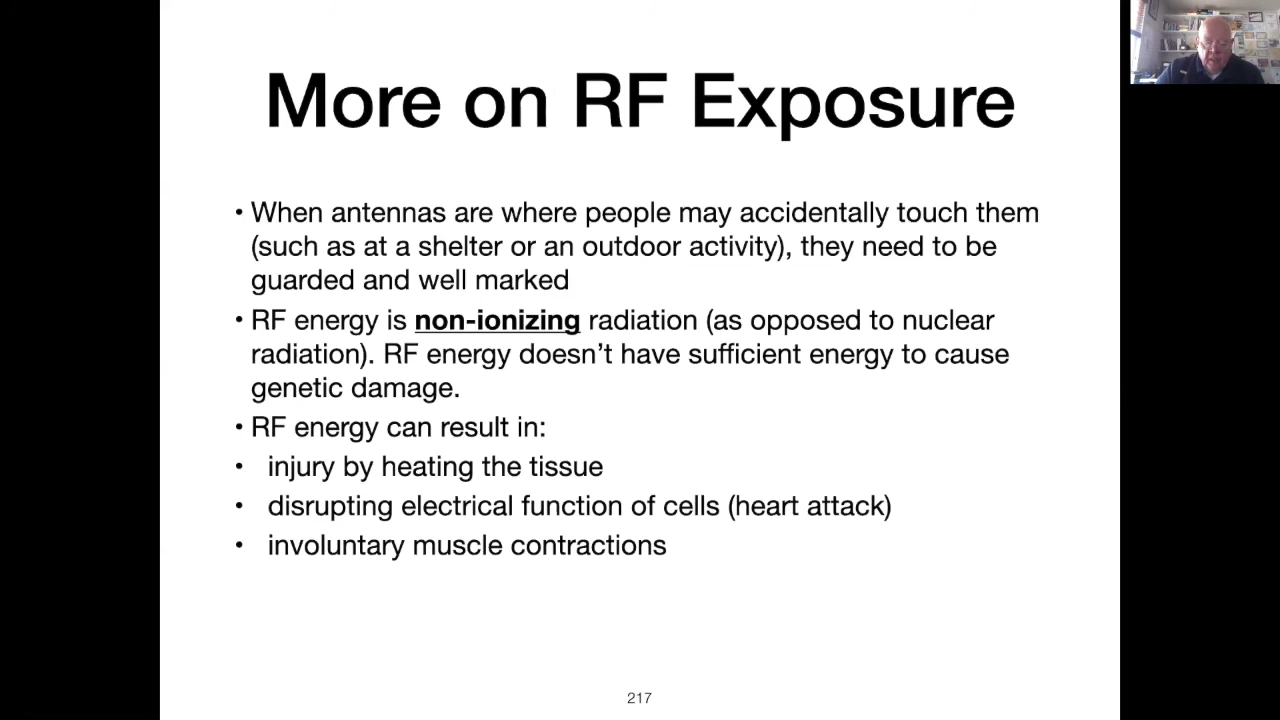 More on RF Exposure
• When antennas are where people may accidentally touch them
(such as at a shelter or an outdoor activity), they need to be
guarded and well marked
• RF energy is non-ionizing radiation (as opposed to nuclear
radiation). RF energy doesn’t have sufficient energy to cause
genetic damage.
• RF energy can result in:
• injury by heating the tissue
• disrupting electrical function of cells (heart attack)
• involuntary muscle contractions
217